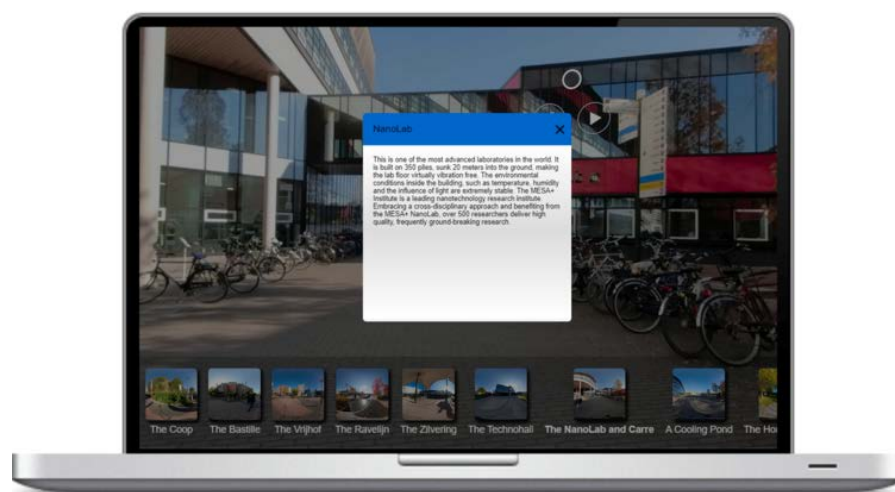 NanoLab
This is one of the most advanced laboratories in the world. It
is built on 350 piles, sunk 20 meters into the ground, making
the lab floor virtually vibration free. The environmental
conditions inside the building, such as temperature, humidity
and the influence of light are extremely stable. The MESA+
Institute is a leading nanotechnology research institute.
Embracing a cross-disciplinary approach and benefiting from
the MESA+ NanoLab, over 500 researchers deliver high
quality, frequently ground-breaking research.
The Coop The Bastille The Vrijhof The Ravelijn The Zilvering The Technohall The NanoLab and Carre A Cooling Pond The